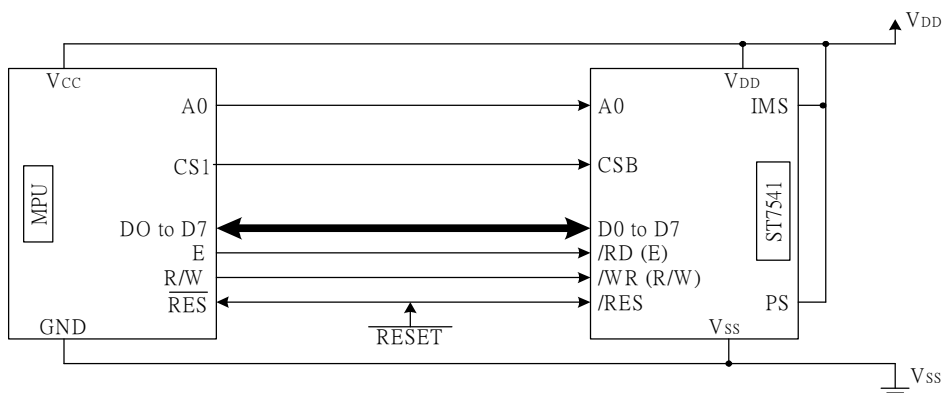 VDD
VCC
VDD
A0
A0
IMS
CS1
CSB
MPU
ST7541
DO to D7
D0 to D7
E
/RD (E)
R/W
/WR (R/W)
RES
/RES
PS
GND
RESET
VSS
VSS